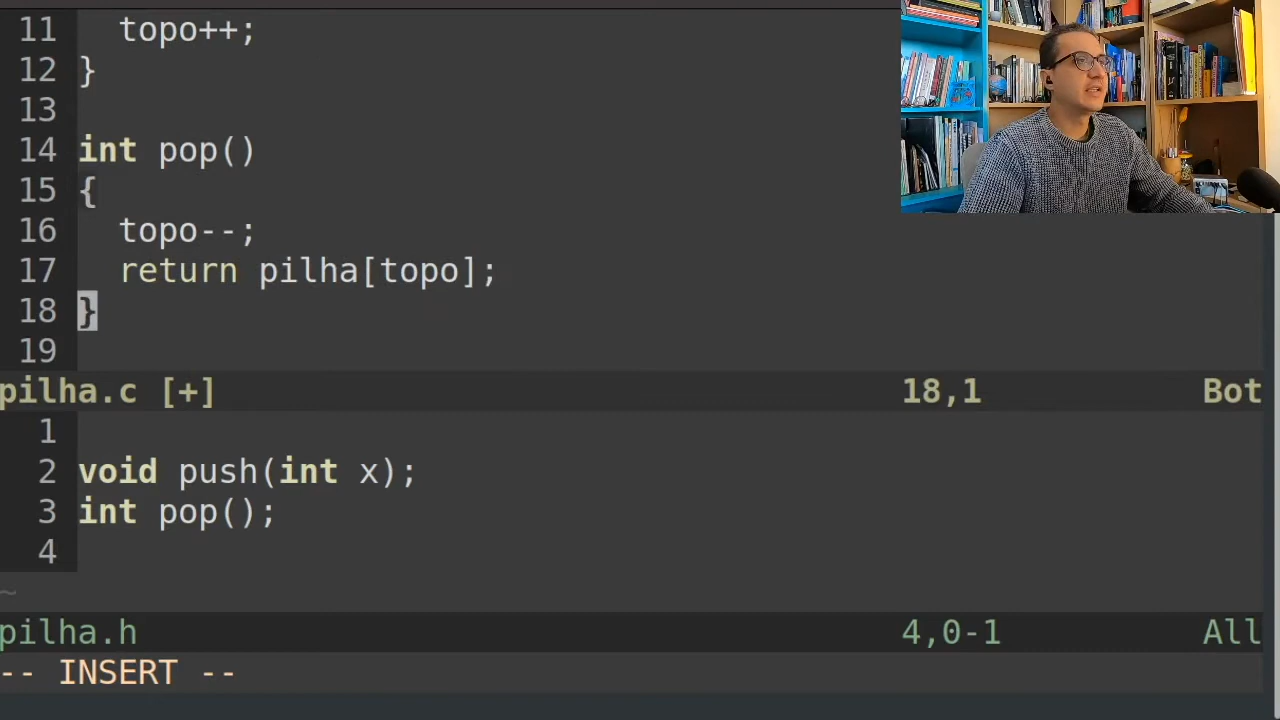 11 topo++;
12 }
13
14 int pop()
15 {
16 topo--;
17 return pilha[topo];
18 }
19
pilha.c [+] 18,1 Bot
1
2 void push(int x);
3 int pop();
4
~
pilha.h 4,0-1 All
-- INSERT --